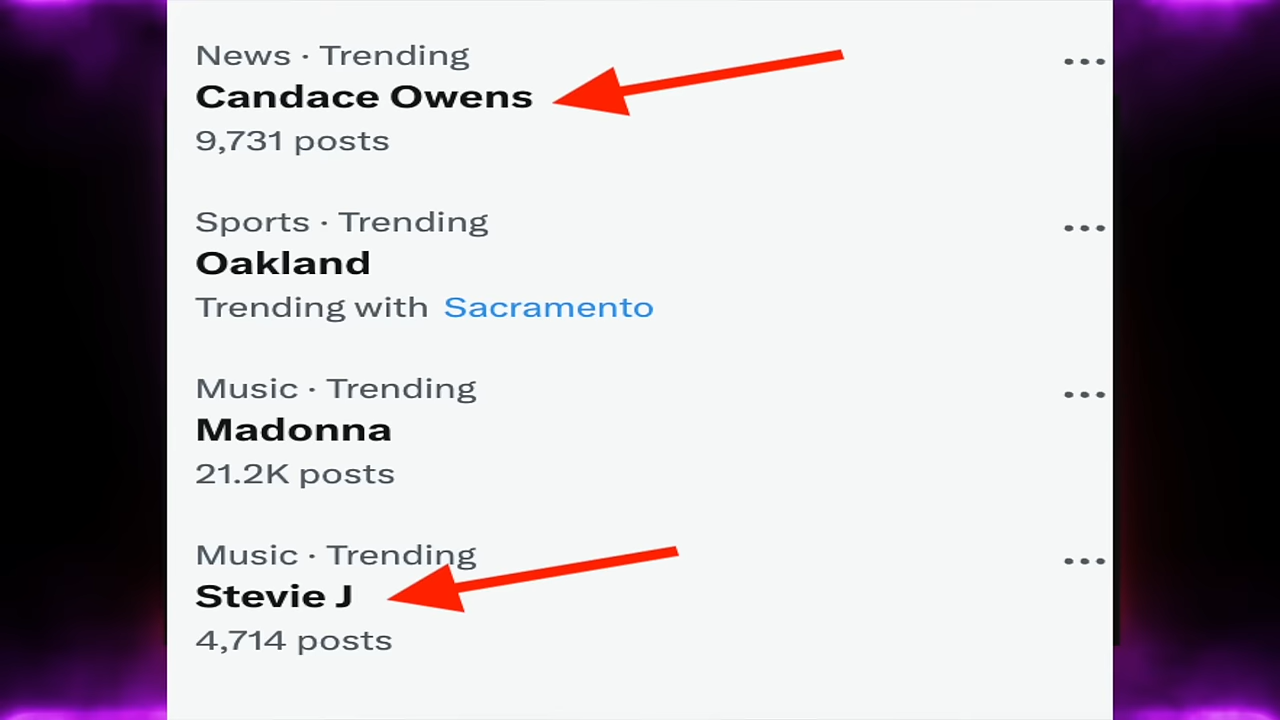 News · Trending
Candace Owens
9,731 posts
Sports · Trending
Oakland
Trending with Sacramento
Music · Trending
Madonna
21.2K posts
Music · Trending
Stevie J
4,714 posts